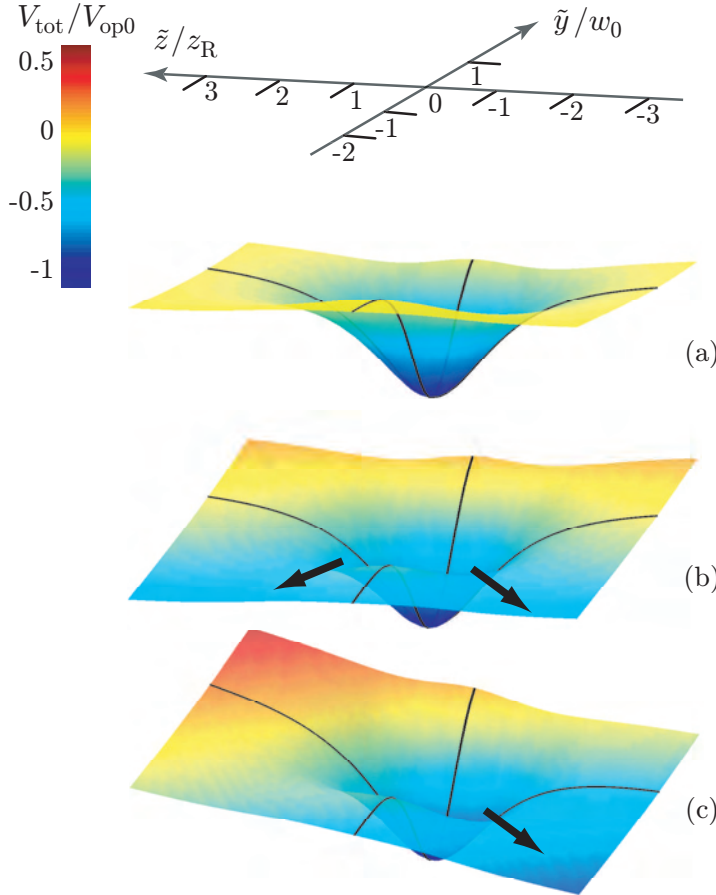 V_tot/V_op0
0.5
0
-0.5
-1
z̃/z_R
ỹ/w_0
3 2 1 0 -1 -2 -3
1
-1
-2
(a)
(b)
(c)